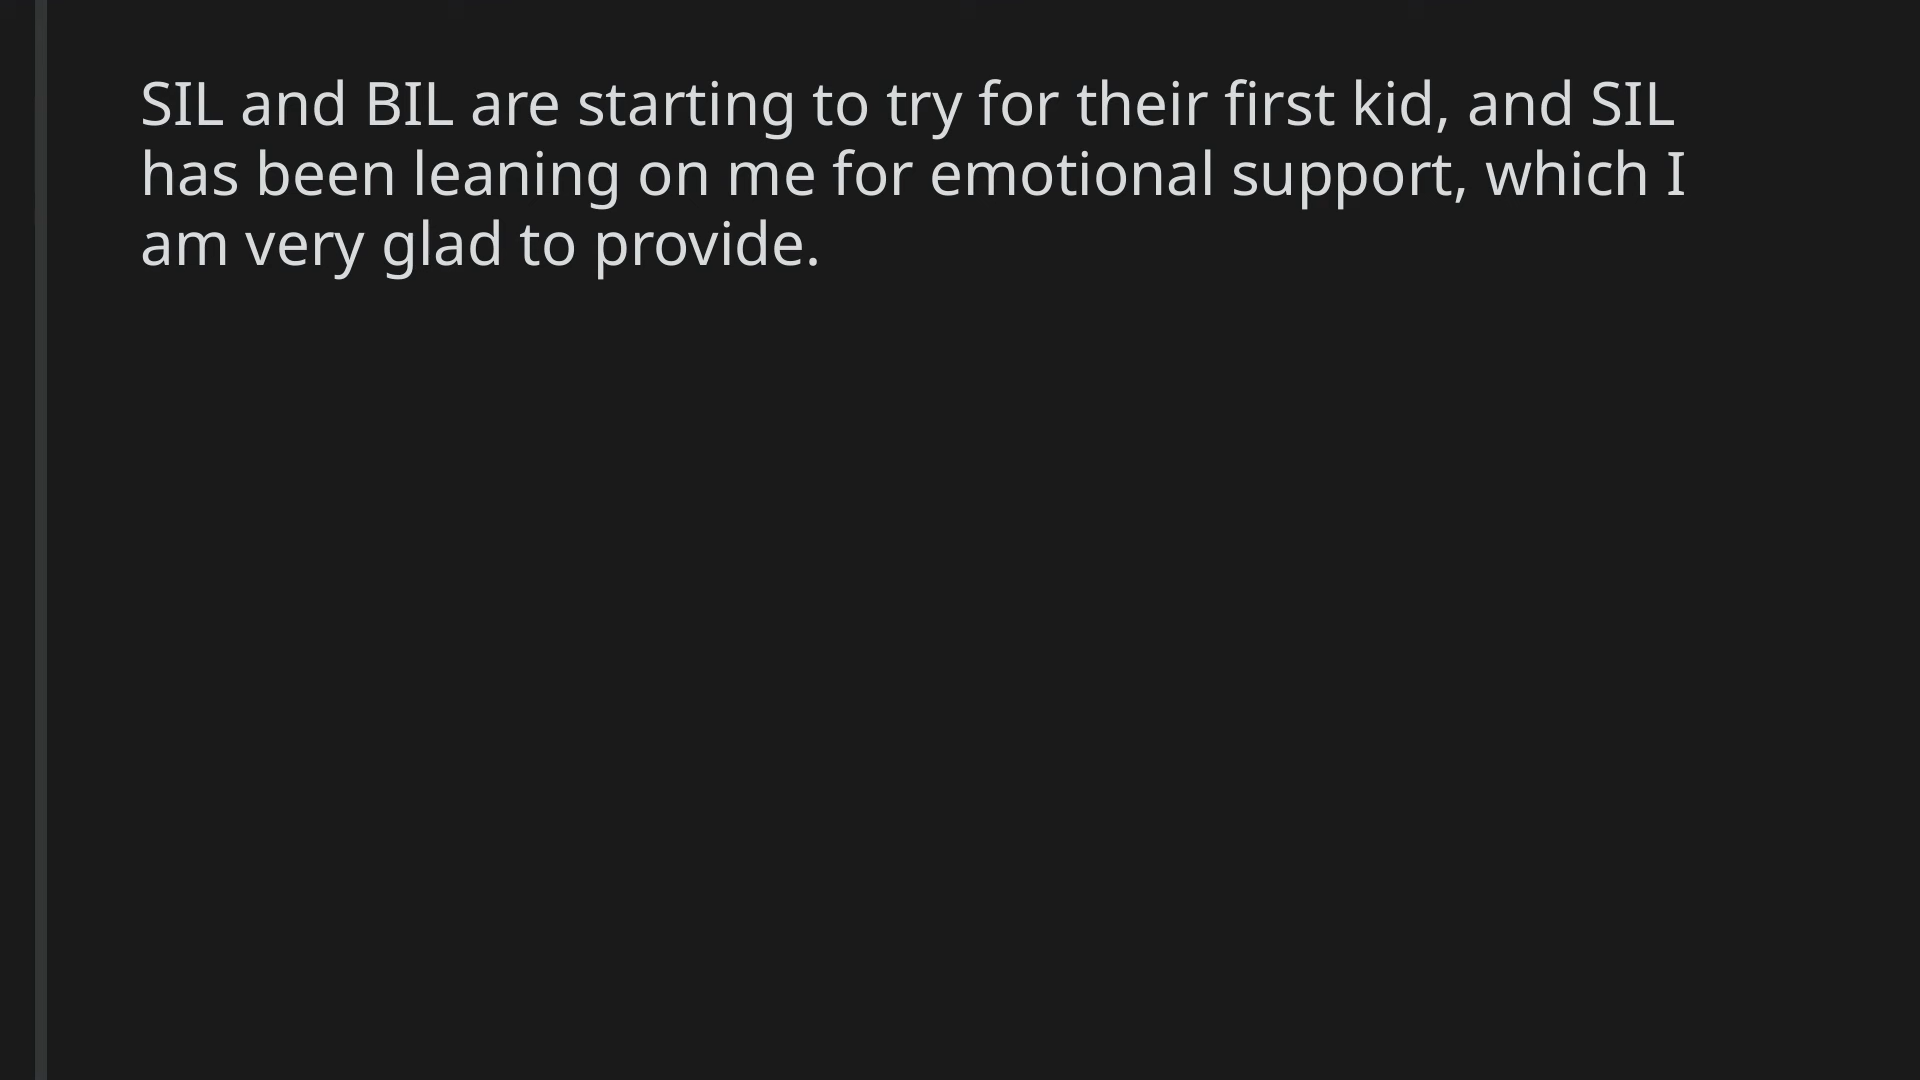 SIL and BIL are starting to try for their first kid, and SIL
has been leaning on me for emotional support, which I
am very glad to provide.